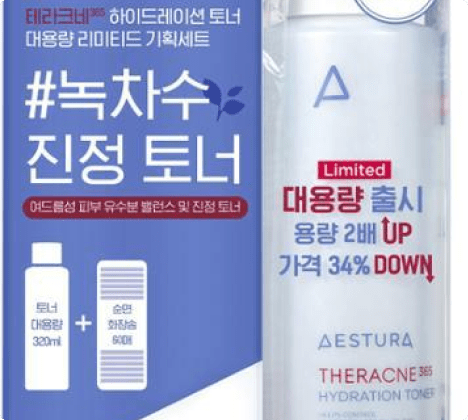 테라크네365 하이드레이션 토너
대용량 리미티드 기획세트
#녹차수
진정 토너
여드름성 피부 유수분 밸런스 및 진정 토너
토너
대용량
320ml
+
순면
화장솜
60매
Limited
대용량 출시
용량 2배 UP
가격 34% DOWN
AESTURA
THERACNE365
HYDRATION TONER